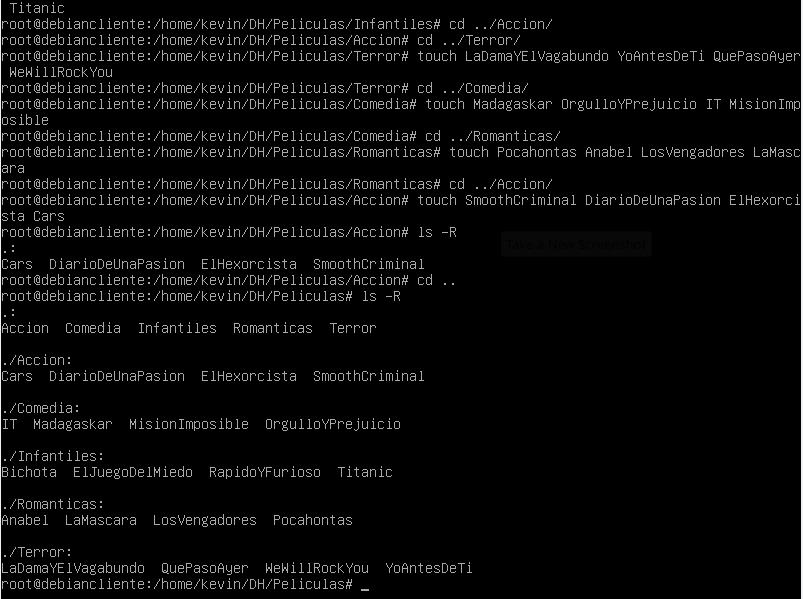 Titanic
root@debiancliente:/home/kevin/DH/Peliculas/Infantiles# cd ../Accion/
root@debiancliente:/home/kevin/DH/Peliculas/Accion# cd ../Terror/
root@debiancliente:/home/kevin/DH/Peliculas/Terror# touch LaDamaYElVagabundo YoAntesDeTi QuePasoAyer
 WeWillRockYou
root@debiancliente:/home/kevin/DH/Peliculas/Terror# cd ../Comedia/
root@debiancliente:/home/kevin/DH/Peliculas/Comedia# touch Madagaskar OrgulloYPrejuicio IT MisionImp
osible
root@debiancliente:/home/kevin/DH/Peliculas/Comedia# cd ../Romanticas/
root@debiancliente:/home/kevin/DH/Peliculas/Romanticas# touch Pocahontas Anabel LosVengadores LaMasc
ara
root@debiancliente:/home/kevin/DH/Peliculas/Romanticas# cd ../Accion/
root@debiancliente:/home/kevin/DH/Peliculas/Accion# touch SmoothCriminal DiarioDeUnaPasion ElHexorci
sta Cars
root@debiancliente:/home/kevin/DH/Peliculas/Accion# ls -R
Take a New Screenshot
.:
Cars  DiarioDeUnaPasion  ElHexorcista  SmoothCriminal
root@debiancliente:/home/kevin/DH/Peliculas/Accion# cd ..
root@debiancliente:/home/kevin/DH/Peliculas# ls -R
.:
Accion  Comedia  Infantiles  Romanticas  Terror

./Accion:
Cars  DiarioDeUnaPasion  ElHexorcista  SmoothCriminal

./Comedia:
IT  Madagaskar  MisionImposible  OrgulloYPrejuicio

./Infantiles:
Bichota  ElJuegoDelMiedo  RapidoYFurioso  Titanic

./Romanticas:
Anabel  LaMascara  LosVengadores  Pocahontas

./Terror:
LaDamaYElVagabundo  QuePasoAyer  WeWillRockYou  YoAntesDeTi
root@debiancliente:/home/kevin/DH/Peliculas# _